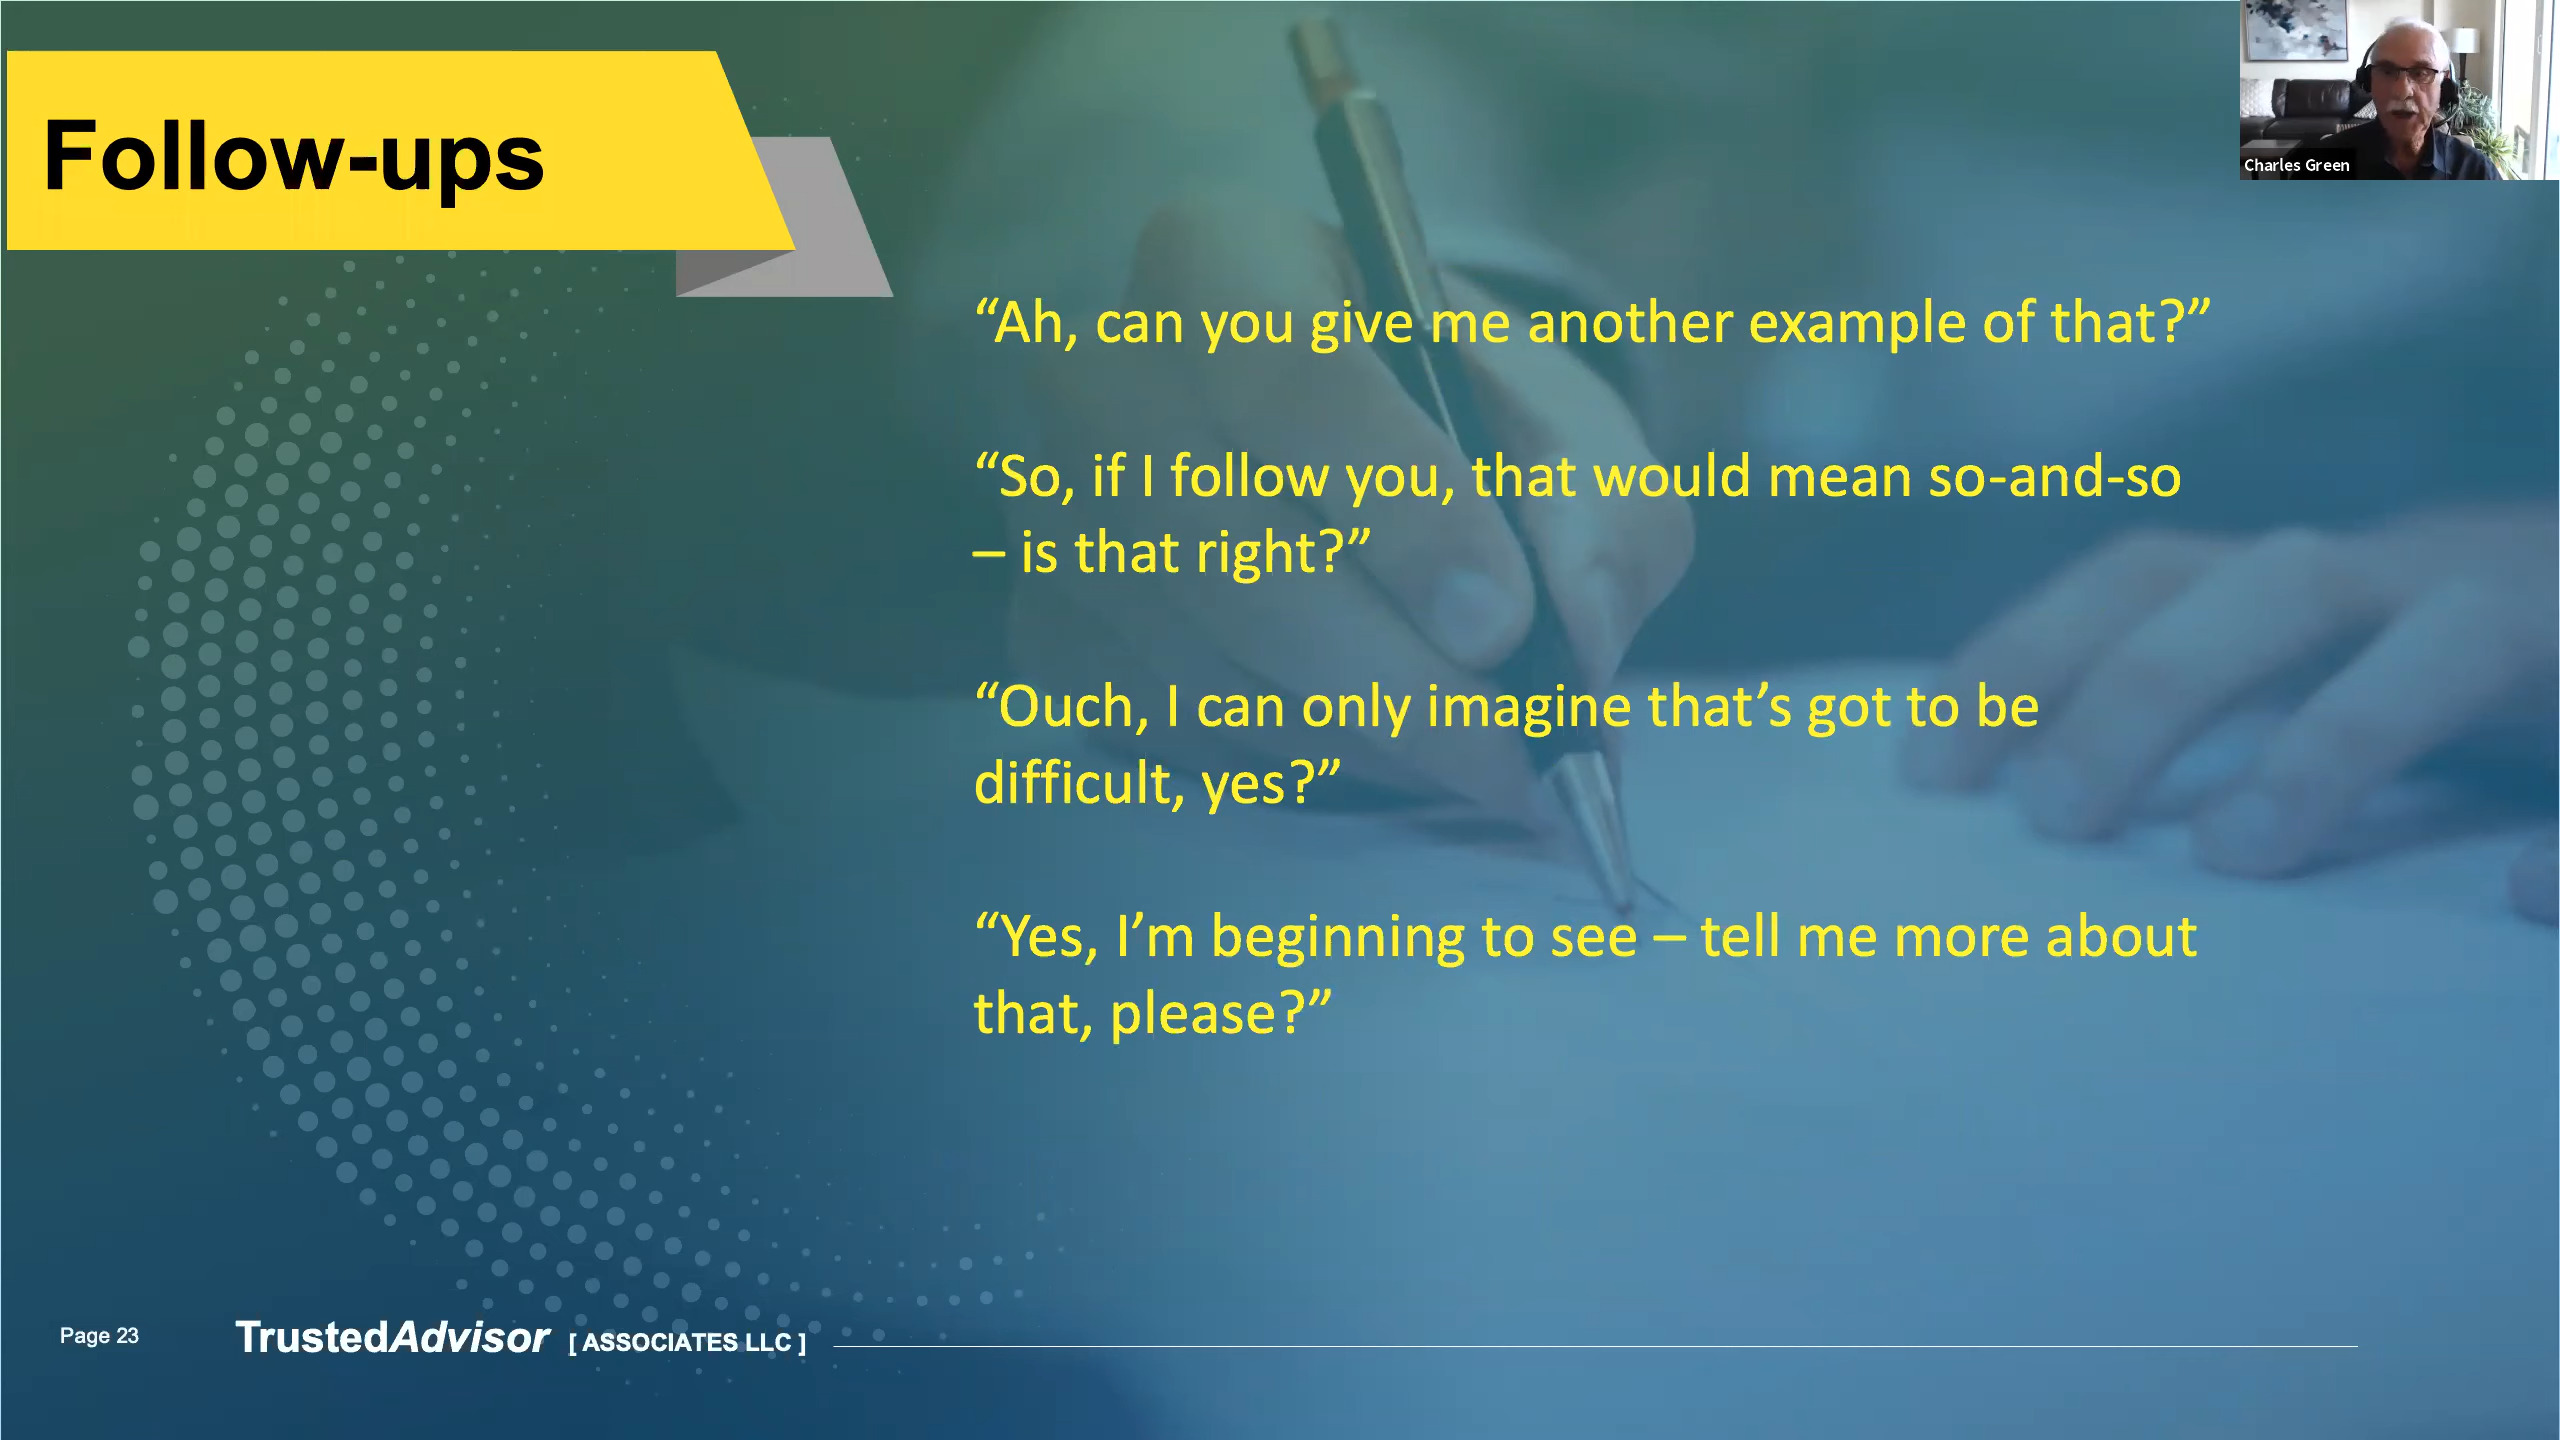 Follow-ups
Charles Green
“Ah, can you give me another example of that?”
“So, if I follow you, that would mean so-and-so
– is that right?”
“Ouch, I can only imagine that’s got to be
difficult, yes?”
“Yes, I’m beginning to see – tell me more about
that, please?”
Page 23
TrustedAdvisor [ ASSOCIATES LLC ]